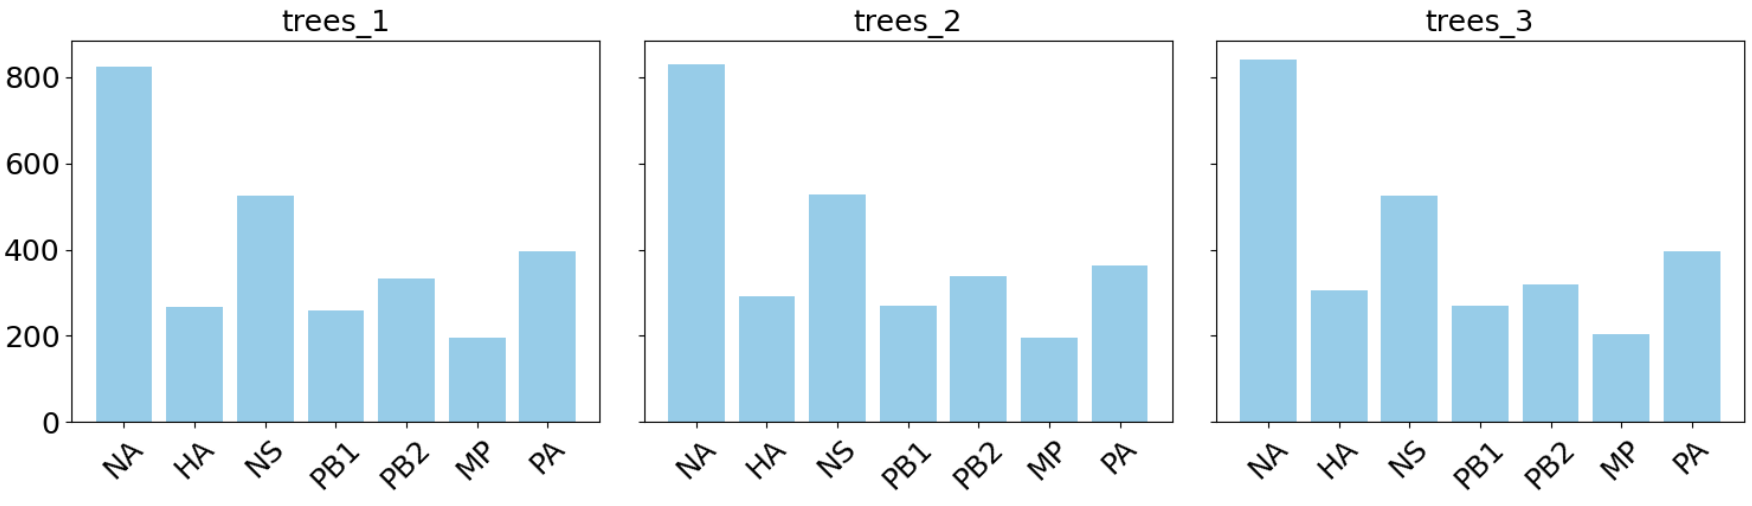 trees_1 trees_2 trees_3
800
600
400
200
0
NA HA NS PB1 PB2 MP PA NA HA NS PB1 PB2 MP PA NA HA NS PB1 PB2 MP PA